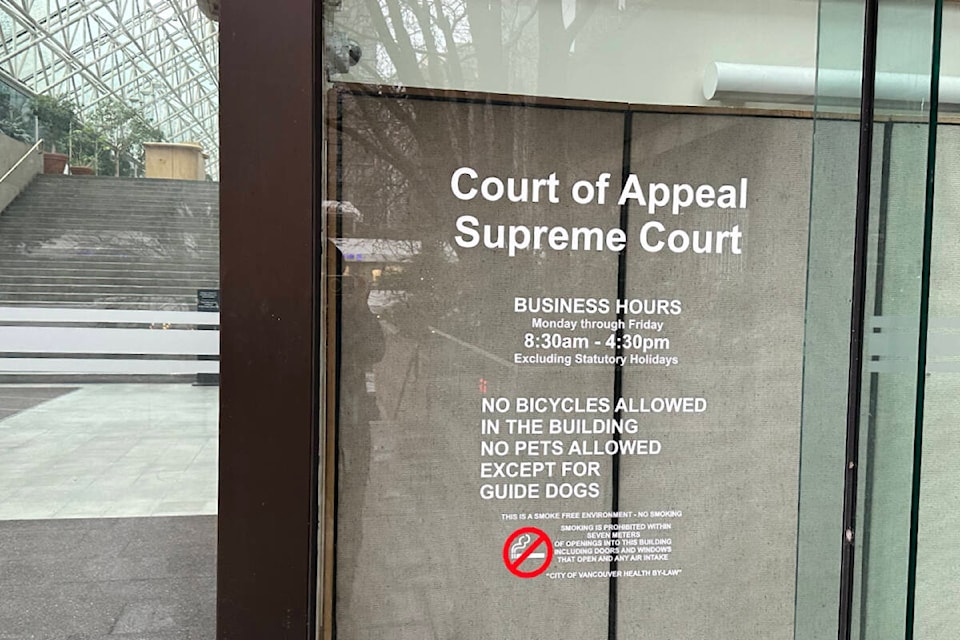 Court of Appeal
Supreme Court
BUSINESS HOURS
Monday through Friday
8:30am - 4:30pm
Excluding Statutory Holidays
NO BICYCLES ALLOWED
IN THE BUILDING
NO PETS ALLOWED
EXCEPT FOR
GUIDE DOGS
THIS IS A SMOKE FREE ENVIRONMENT - NO SMOKING
SMOKING IS PROHIBITED WITHIN
SEVEN METERS
OF OPENINGS INTO THIS BUILDING
INCLUDING DOORS AND WINDOWS
THAT OPEN AND ANY AIR INTAKE
"CITY OF VANCOUVER HEALTH BY-LAW"